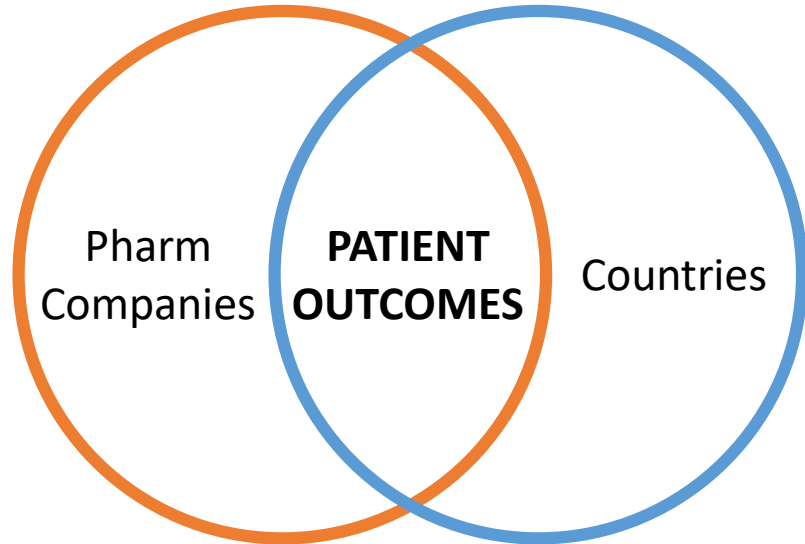 Pharm
Companies
PATIENT
OUTCOMES
Countries